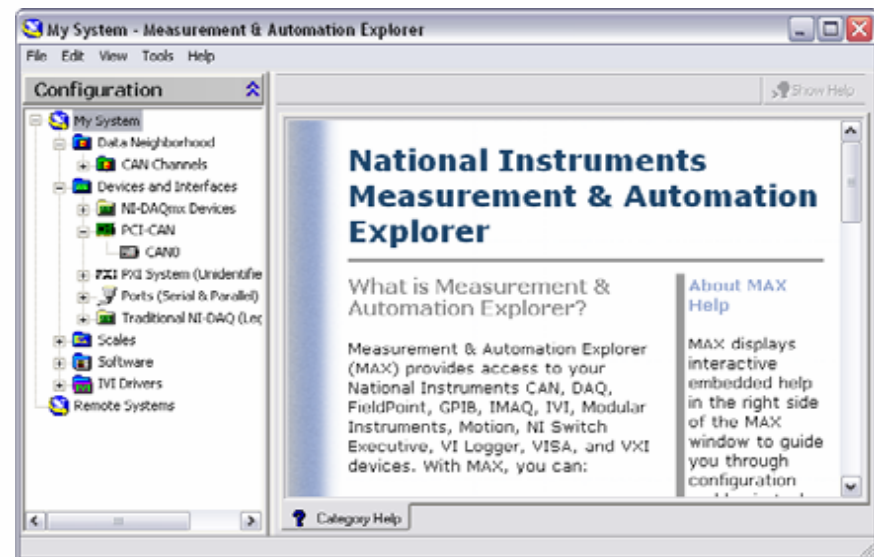 My System - Measurement & Automation Explorer
File Edit View Tools Help
Configuration
Show Help
My System
Data Neighborhood
CAN Channels
Devices and Interfaces
NI-DAQmx Devices
PCI-CAN
CAN0
PXI PXI System (Unidentifie
Ports (Serial & Parallel)
Traditional NI-DAQ (Leg
Scales
Software
IVI Drivers
Remote Systems
National Instruments
Measurement & Automation
Explorer
What is Measurement &
Automation Explorer?
Measurement & Automation Explorer
(MAX) provides access to your
National Instruments CAN, DAQ,
FieldPoint, GPIB, IMAQ, IVI, Modular
Instruments, Motion, NI Switch
Executive, VI Logger, VISA, and VXI
devices. With MAX, you can:
About MAX
Help
MAX displays
interactive
embedded help
in the right side
of the MAX
window to guide
you through
configuration
Category Help